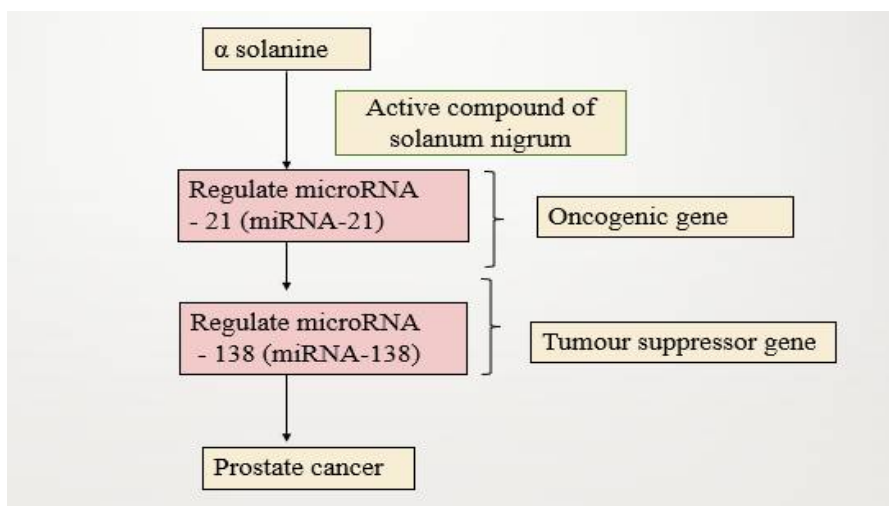 α solanine
Active compound of
solanum nigrum
Regulate microRNA
- 21 (miRNA-21)
Oncogenic gene
Regulate microRNA
- 138 (miRNA-138)
Tumour suppressor gene
Prostate cancer